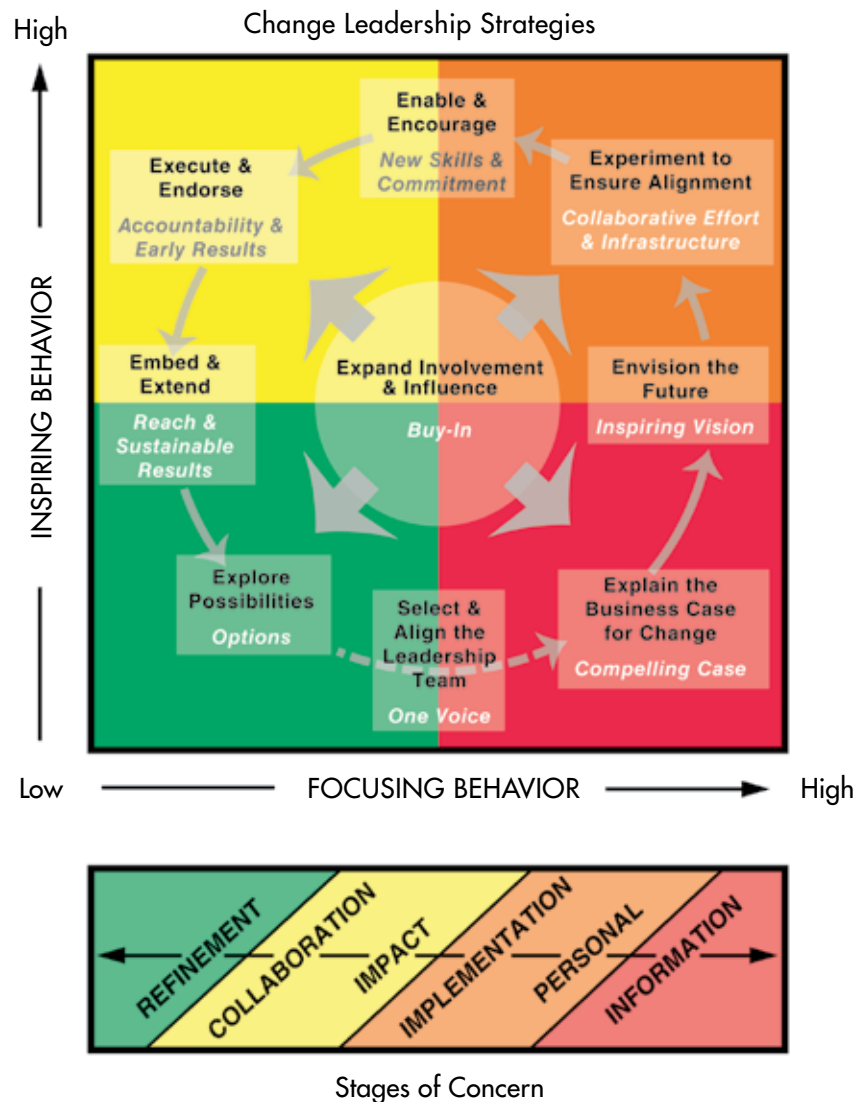 High
Change Leadership Strategies
Enable &
Encourage
New Skills &
Commitment
Execute &
Endorse
Accountability &
Early Results
Experiment to
Ensure Alignment
Collaborative Effort
& Infrastructure
INSPIRING BEHAVIOR
Embed &
Extend
Reach &
Sustainable
Results
Expand Involvement
& Influence
Buy-In
Envision the
Future
Inspiring Vision
Explore
Possibilities
Options
Select &
Align the
Leadership
Team
One Voice
Explain the
Business Case
for Change
Compelling Case
Low
FOCUSING BEHAVIOR
High
REFINEMENT
COLLABORATION
IMPACT
IMPLEMENTATION
PERSONAL
INFORMATION
Stages of Concern